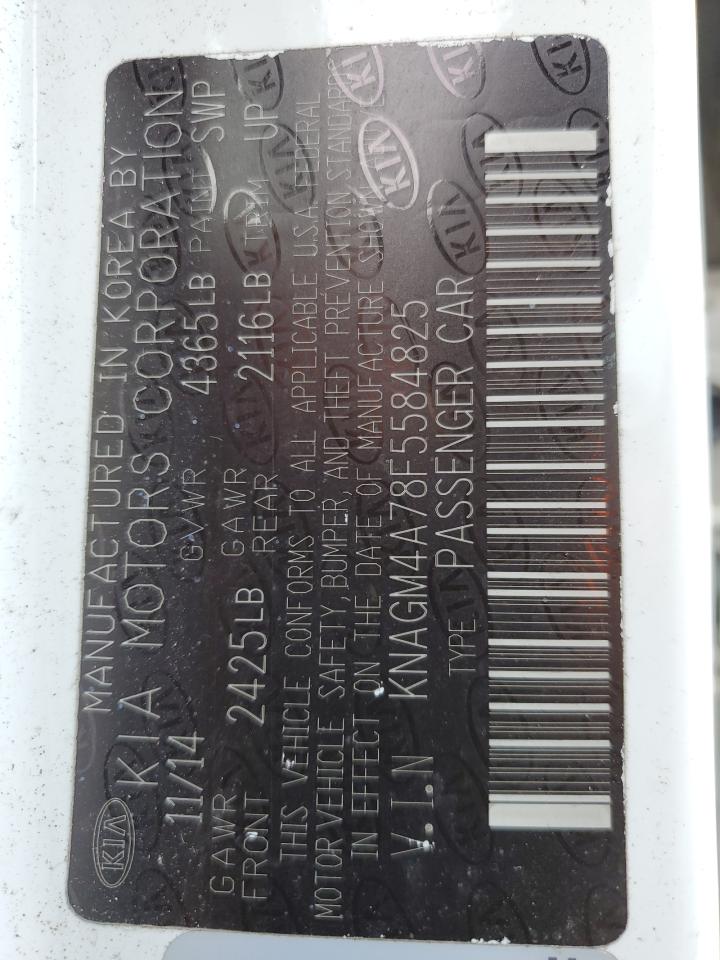 MANUFACTURED IN KOREA BY
KIA KIA MOTORS CORPORATION
11/14 GVWR 4365LB PAINT SWP
GAWR FRONT 2425LB GAWR REAR 2116LB TRIM UP
THIS VEHICLE CONFORMS TO ALL APPLICABLE U.S.A FEDERAL
MOTOR VEHICLE SAFETY, BUMPER, AND THEFT PREVENTION STANDARDS
IN EFFECT ON THE DATE OF MANUFACTURE SHOWN
V.I.N KNAGM4A78F5584825
TYPE PASSENGER CAR